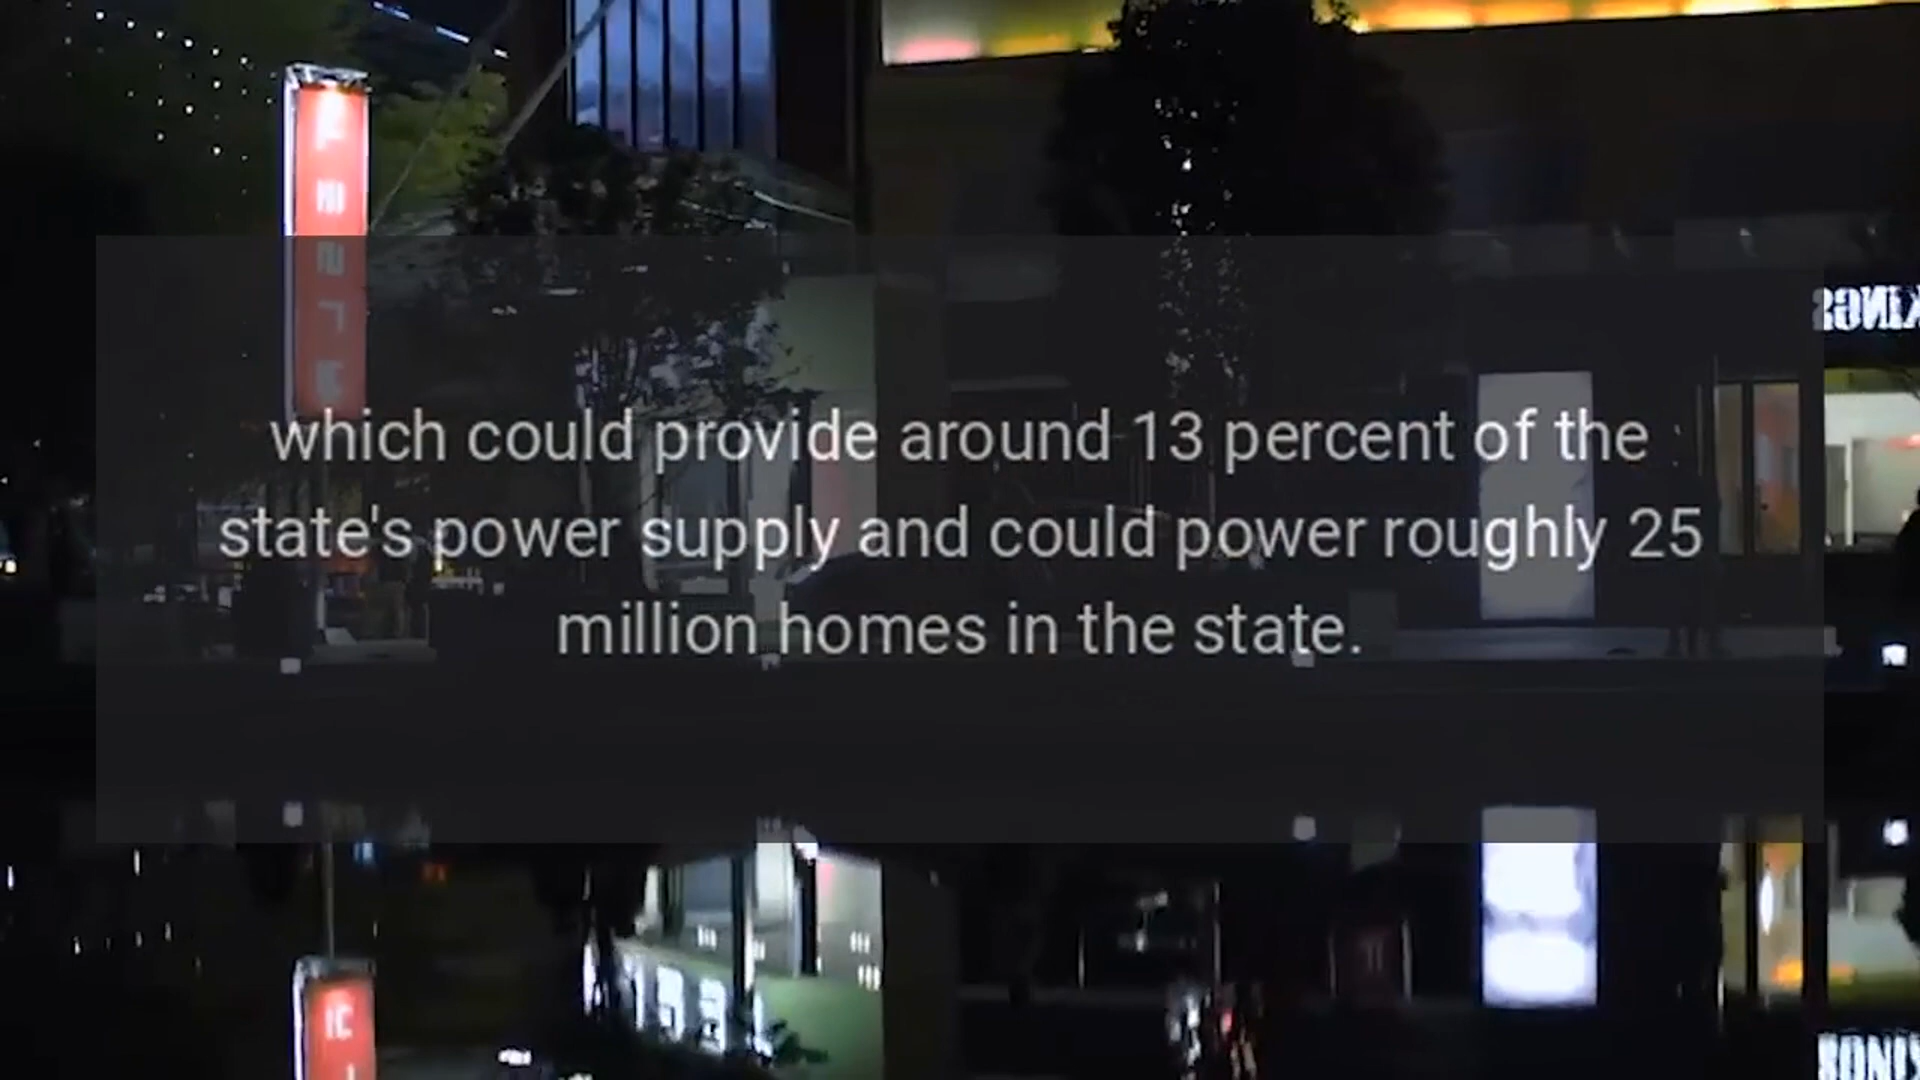 which could provide around 13 percent of the
state's power supply and could power roughly 25
million homes in the state.